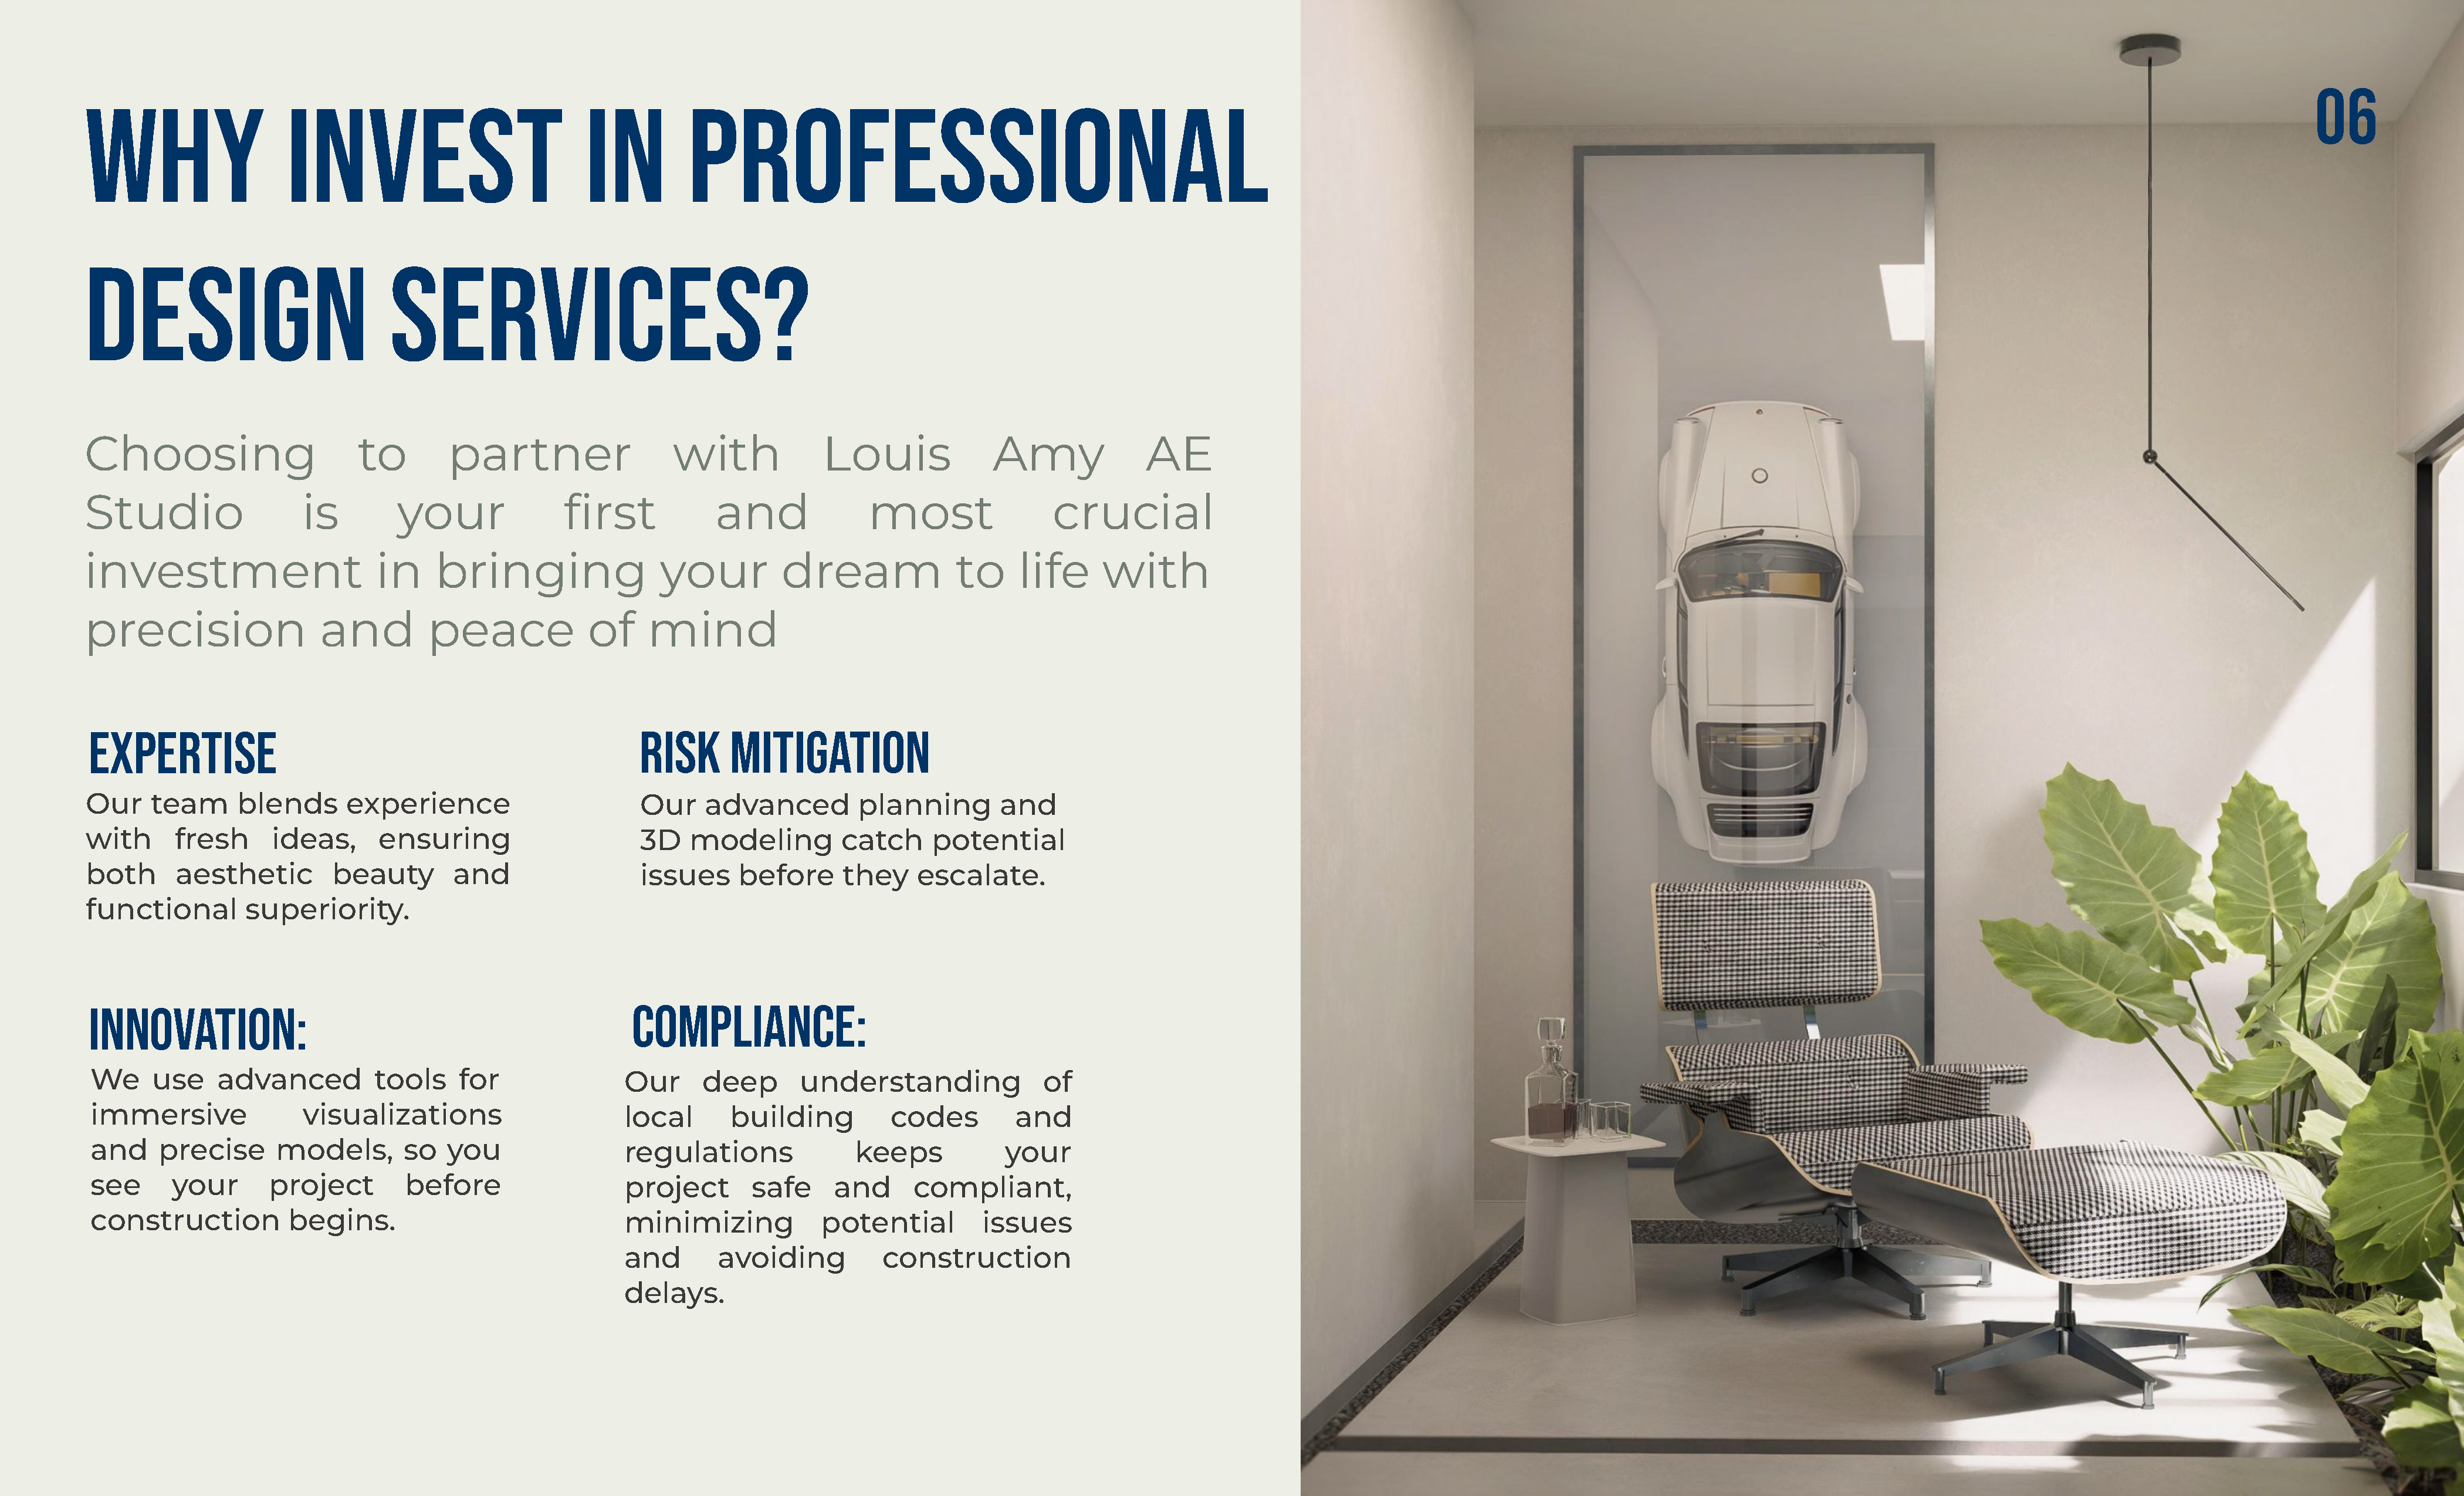 WHY INVEST IN PROFESSIONAL
DESIGN SERVICES?
06
Choosing to partner with Louis Amy AE
Studio is your first and most crucial
investment in bringing your dream to life with
precision and peace of mind
EXPERTISE
Our team blends experience
with fresh ideas, ensuring
both aesthetic beauty and
functional superiority.
RISK MITIGATION
Our advanced planning and
3D modeling catch potential
issues before they escalate.
INNOVATION:
We use advanced tools for
immersive visualizations
and precise models, so you
see your project before
construction begins.
COMPLIANCE:
Our deep understanding of
local building codes and
regulations keeps your
project safe and compliant,
minimizing potential issues
and avoiding construction
delays.